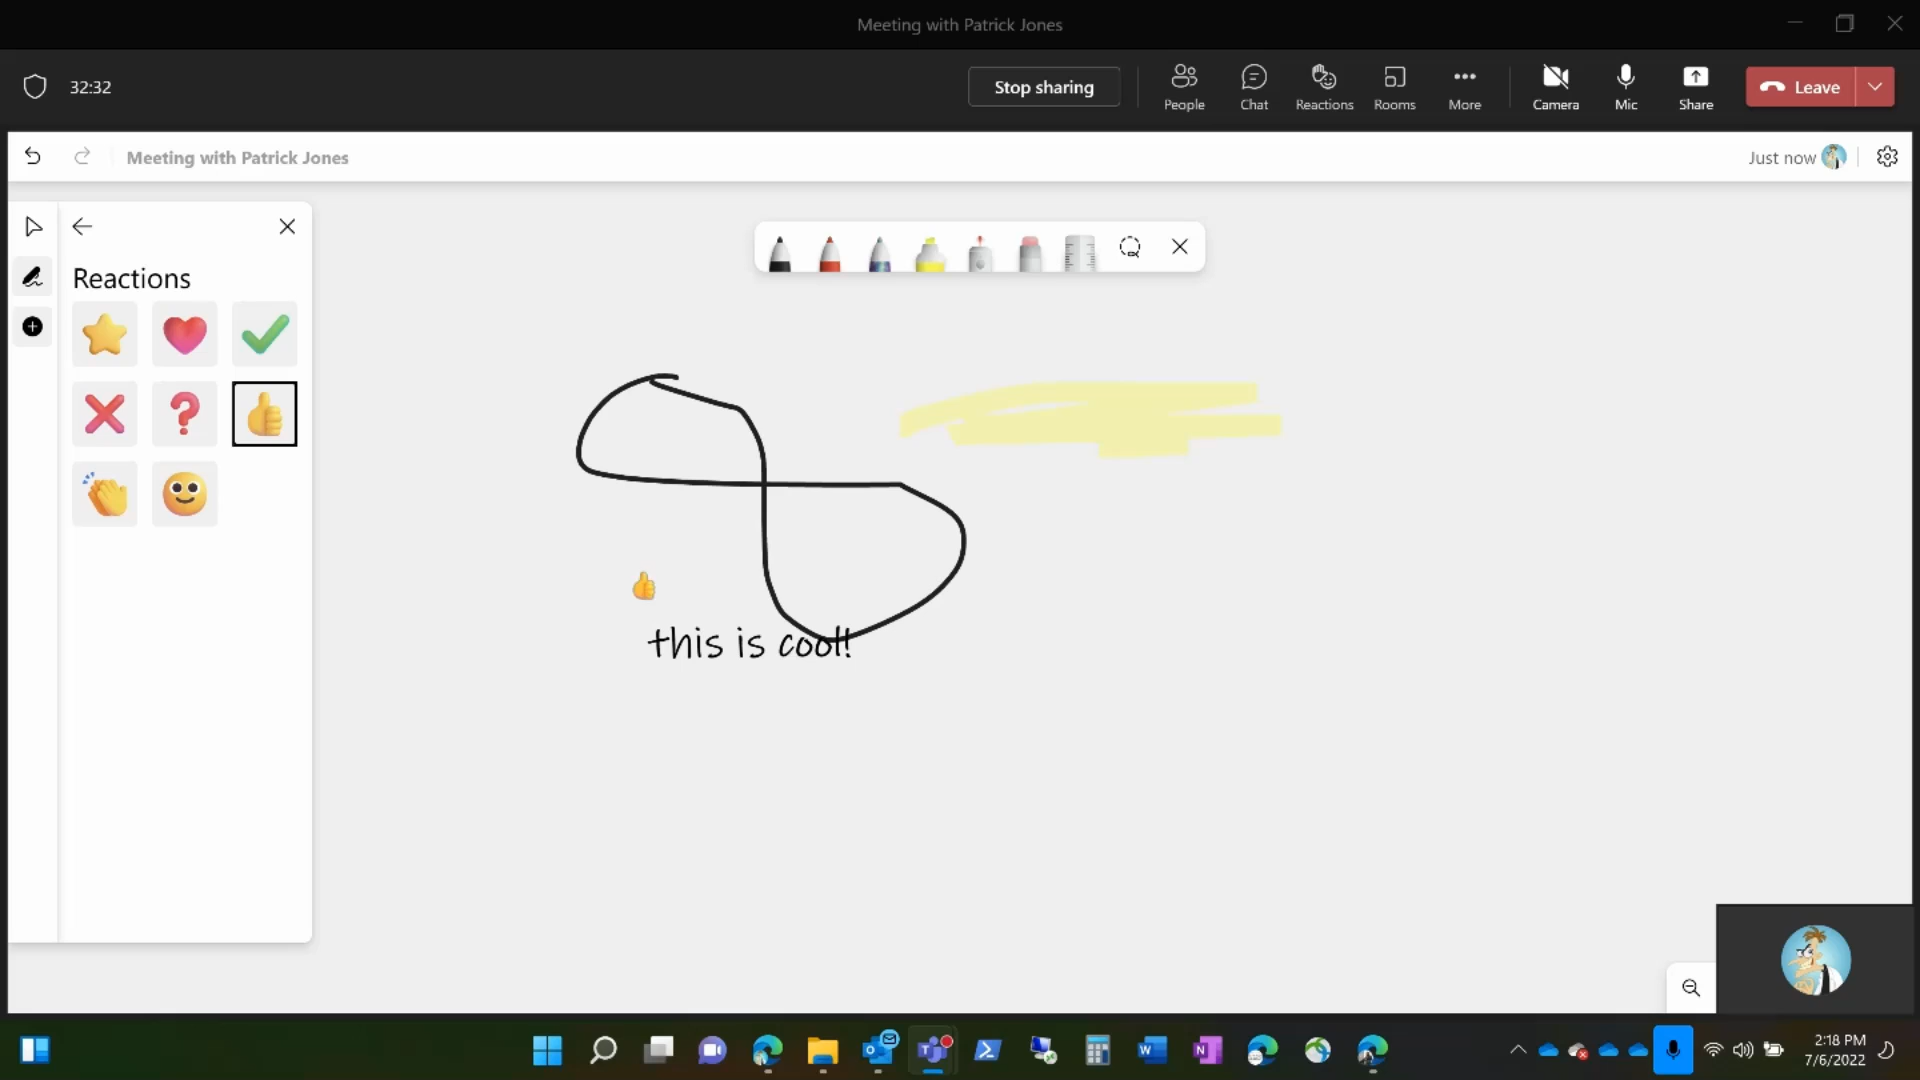 Meeting with Patrick Jones
32:32
Stop sharing
People
Chat
Reactions
Rooms
More
Camera
Mic
Share
Leave
Meeting with Patrick Jones
Just now
Reactions
this is cool!
2:18 PM
7/6/2022